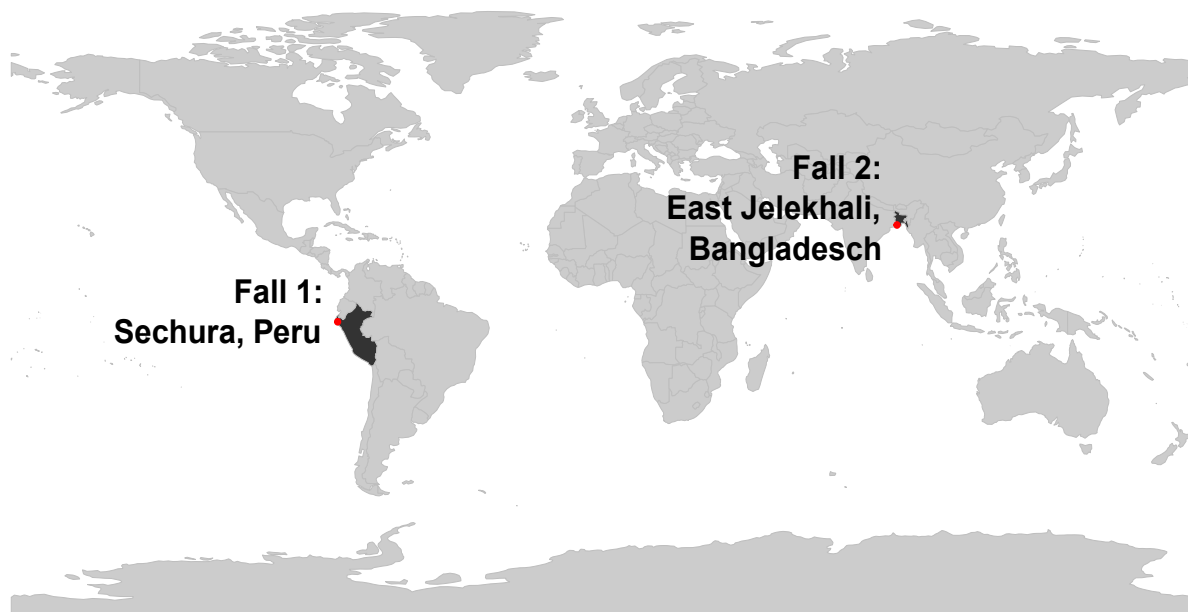 Fall 1:
Sechura, Peru
Fall 2:
East Jelekhali,
Bangladesch